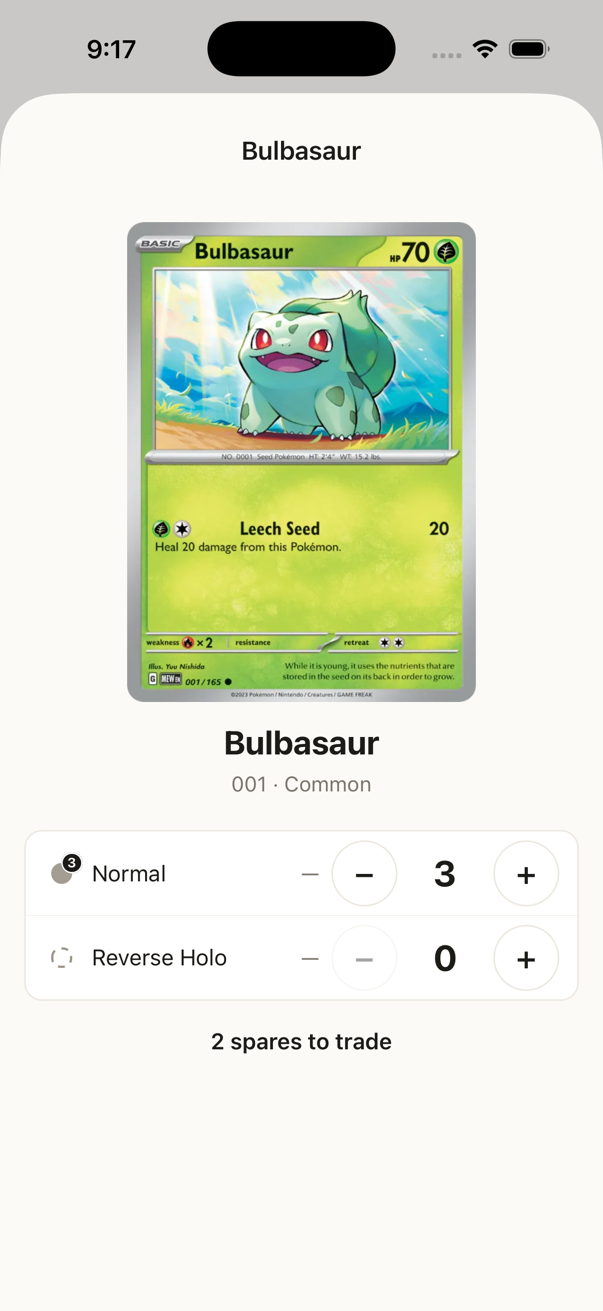 9:17
Bulbasaur
BASIC Bulbasaur HP 70
NO. 0001 Seed Pokémon HT: 2'4" WT: 15.2 lbs.
Leech Seed 20
Heal 20 damage from this Pokémon.
weakness ×2 resistance retreat
Illus. Yuu Nishida
While it is young, it uses the nutrients that are
stored in the seed on its back in order to grow.
G MEW EN 001/165
©2023 Pokémon / Nintendo / Creatures / GAME FREAK
Bulbasaur
001 · Common
3 Normal — − 3 +
Reverse Holo — − 0 +
2 spares to trade